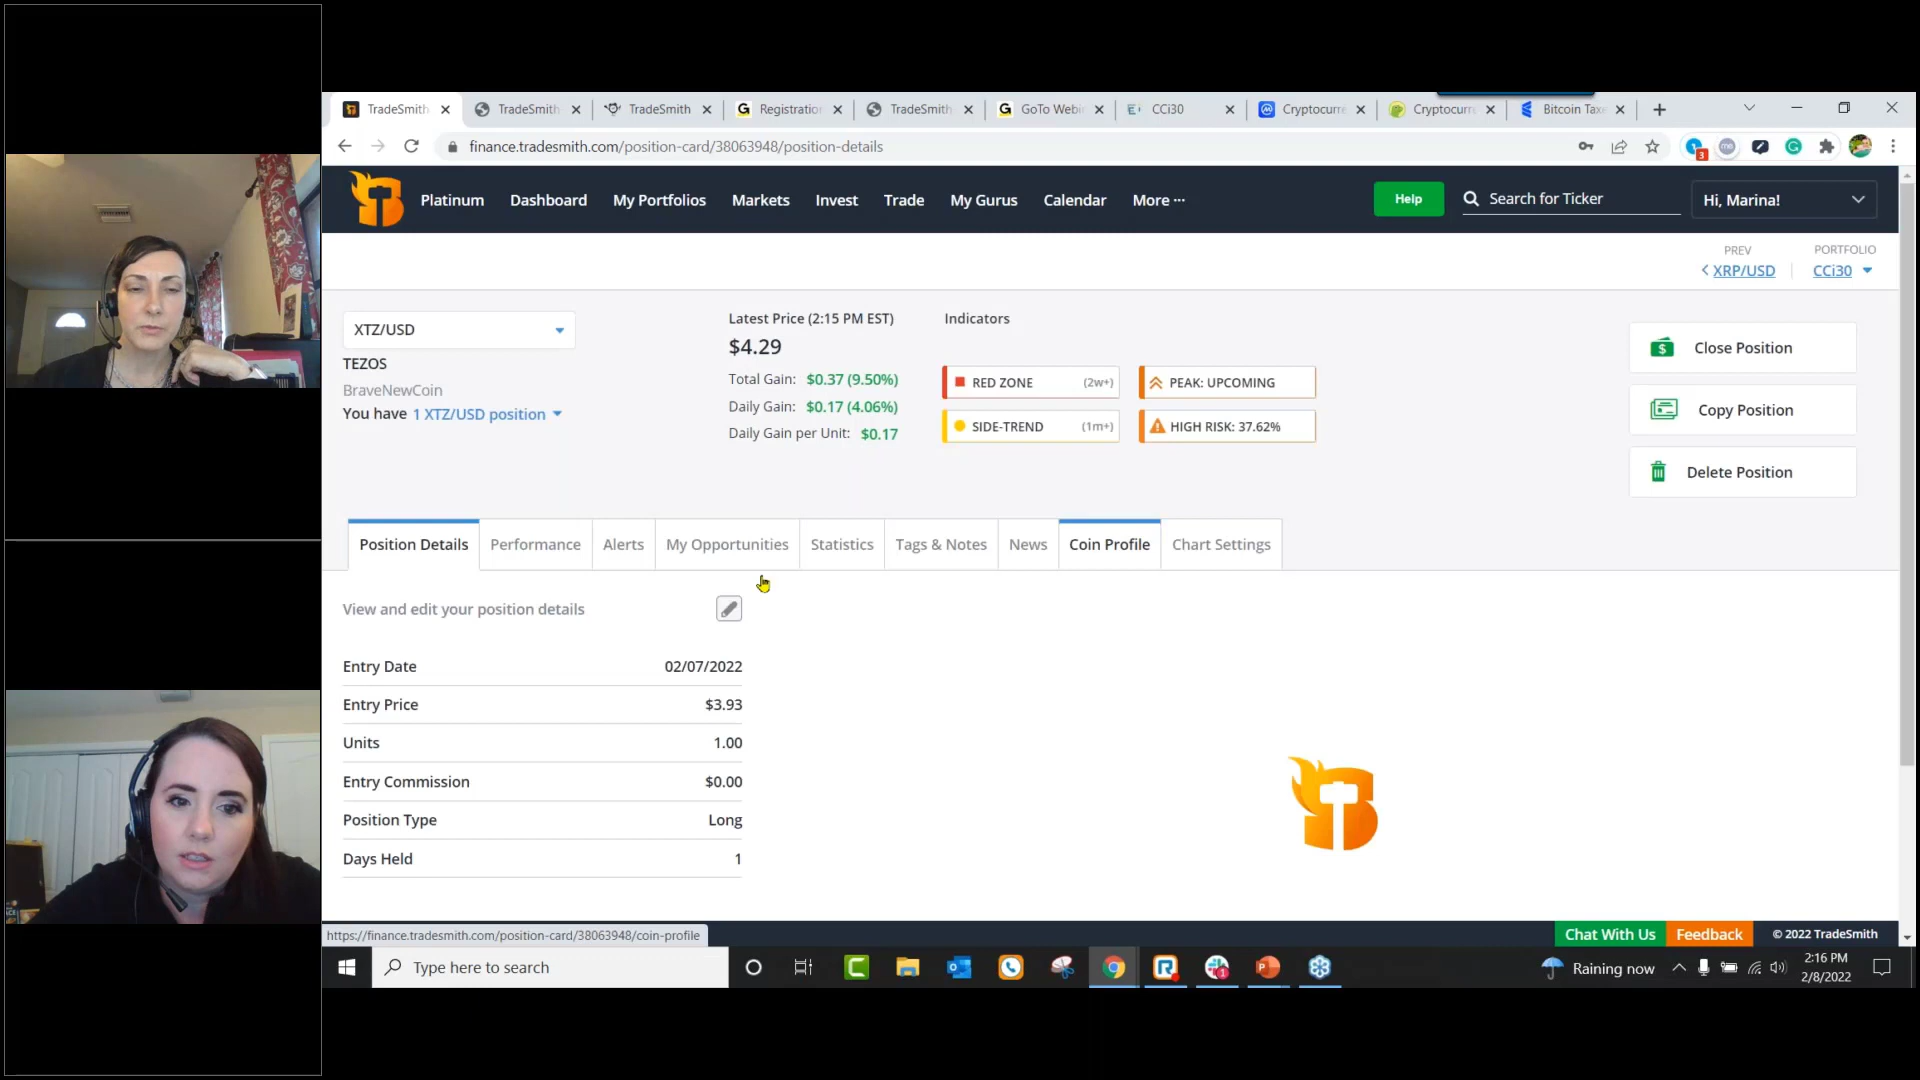 TradeSmith
TradeSmith
TradeSmith
Registration
TradeSmith
GoTo Webi
CCi30
Cryptocurre
Cryptocurre
Bitcoin Taxe
finance.tradesmith.com/position-card/38063948/position-details
3
Platinum
Dashboard
My Portfolios
Markets
Invest
Trade
My Gurus
Calendar
More ···
Help
Search for Ticker
Hi, Marina!
PREV
XRP/USD
PORTFOLIO
CCi30
XTZ/USD
TEZOS
BraveNewCoin
You have 1 XTZ/USD position
Latest Price (2:15 PM EST)
$4.29
Total Gain: $0.37 (9.50%)
Daily Gain: $0.17 (4.06%)
Daily Gain per Unit: $0.17
Indicators
RED ZONE (2w+)
PEAK: UPCOMING
SIDE-TREND (1m+)
HIGH RISK: 37.62%
Close Position
Copy Position
Delete Position
Position Details
Performance
Alerts
My Opportunities
Statistics
Tags & Notes
News
Coin Profile
Chart Settings
View and edit your position details
Entry Date 02/07/2022
Entry Price $3.93
Units 1.00
Entry Commission $0.00
Position Type Long
Days Held 1
https://finance.tradesmith.com/position-card/38063948/coin-profile
Chat With Us
Feedback
© 2022 TradeSmith
Type here to search
Raining now
2:16 PM
2/8/2022